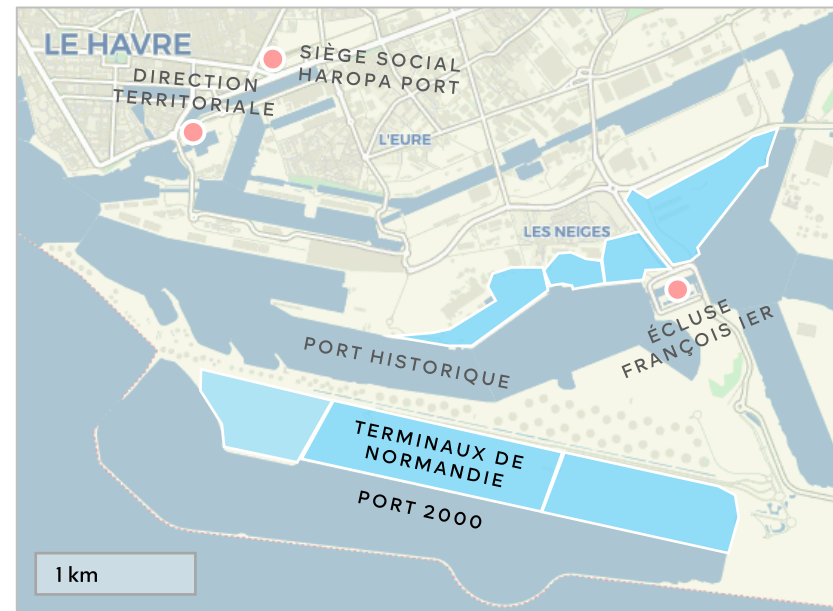 LE HAVRE
SIÈGE SOCIAL
HAROPA PORT
DIRECTION
TERRITORIALE
L'EURE
LES NEIGES
ÉCLUSE
FRANÇOIS IER
PORT HISTORIQUE
TERMINAUX DE
NORMANDIE
PORT 2000
1 km